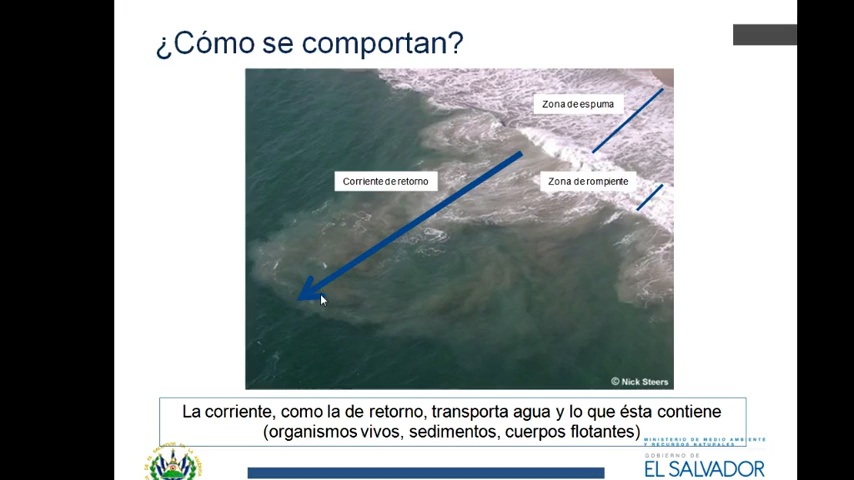 ¿Cómo se comportan?
Zona de espuma
Corriente de retorno
Zona de rompiente
© Nick Steers
La corriente, como la de retorno, transporta agua y lo que ésta contiene
(organismos vivos, sedimentos, cuerpos flotantes)
MINISTERIO DE MEDIO AMBIENTE
Y RECURSOS NATURALES
GOBIERNO DE
EL SALVADOR